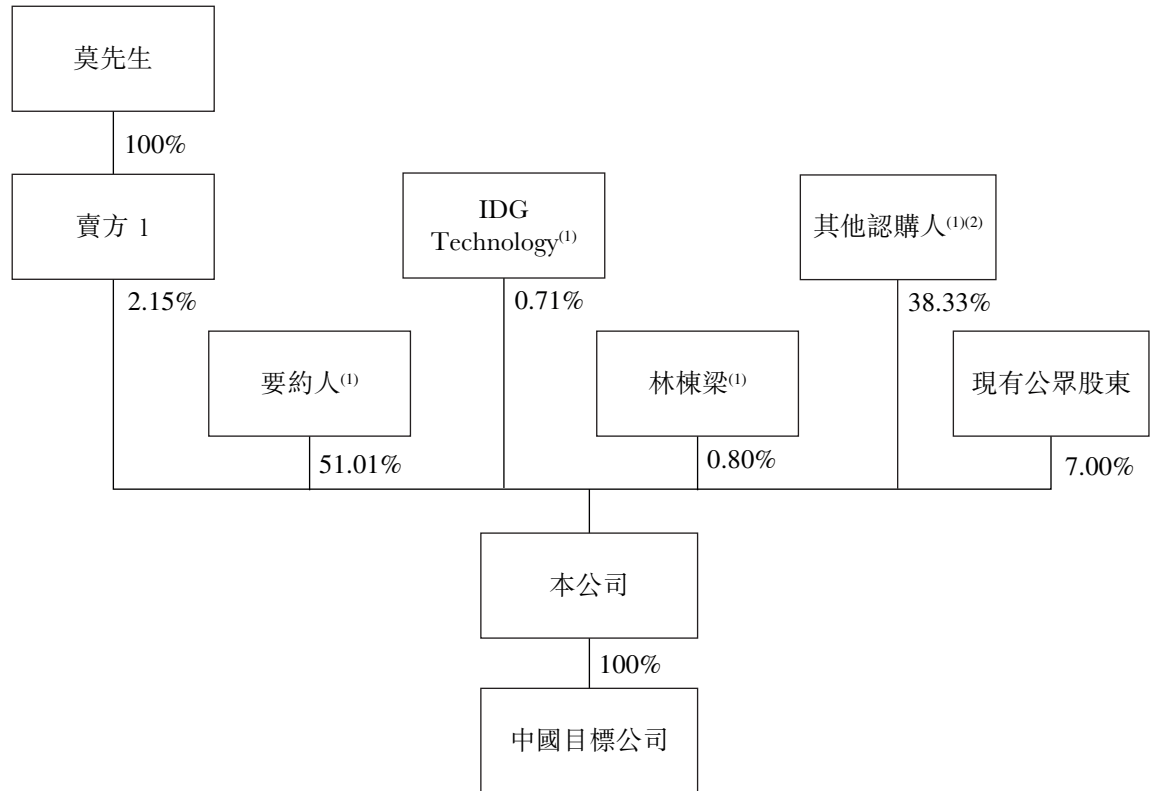 莫先生
100%
賣方 1
IDG
Technology(1)
其他認購人(1)(2)
2.15%
0.71%
38.33%
要約人(1)
林棟梁(1)
現有公眾股東
51.01%
0.80%
7.00%
本公司
100%
中國目標公司